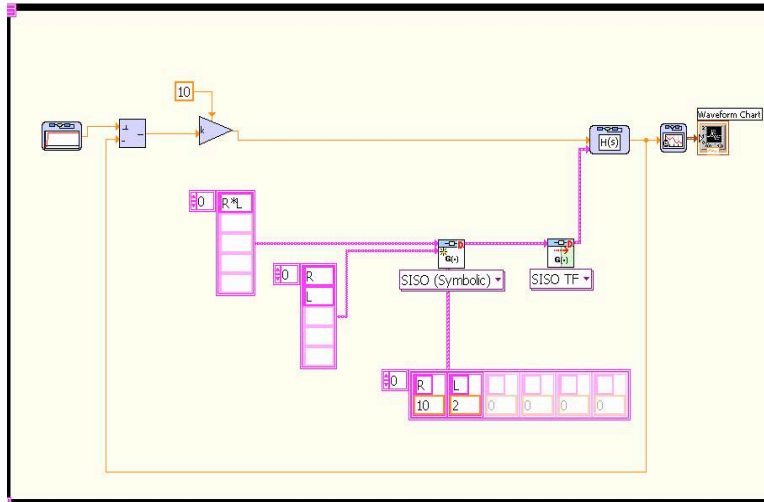 10
Waveform Chart
k
H(s)
0
R*L
0
R
L
G(·)
G(·)
SISO (Symbolic)
SISO TF
0
R L
10 2 0 0 0 0